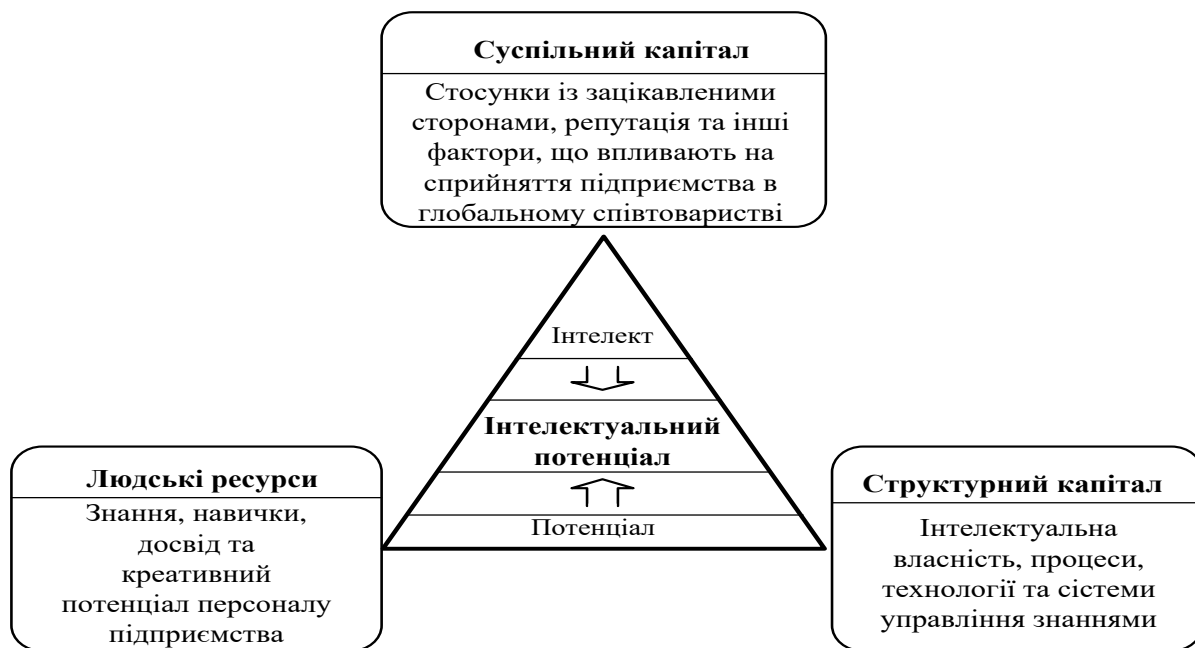 Суспільний капітал
Стосунки із зацікавленими
сторонами, репутація та інші
фактори, що впливають на
сприйняття підприємства в
глобальному співтоваристві
Інтелект
Інтелектуальний
потенціал
Потенціал
Людські ресурси
Знання, навички,
досвід та
креативний
потенціал персоналу
підприємства
Структурний капітал
Інтелектуальна
власність, процеси,
технології та сістеми
управління знаннями